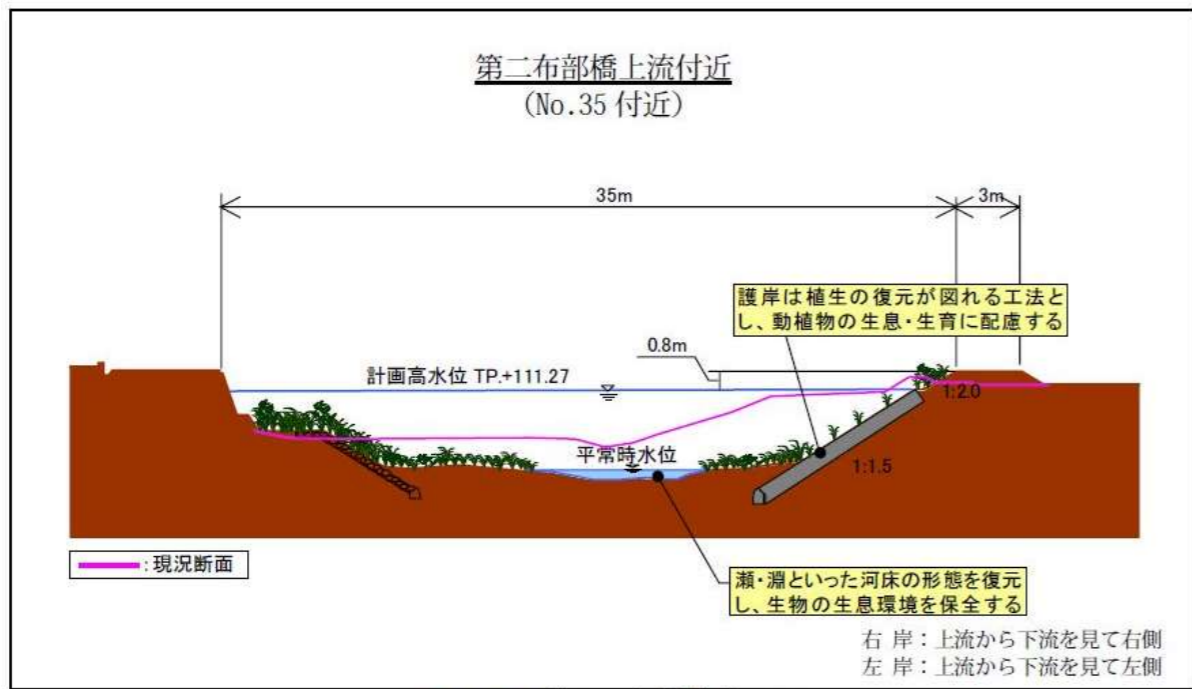 第二布部橋上流付近
(No.35 付近)
35m
3m
護岸は植生の復元が図れる工法と
し、動植物の生息・生育に配慮する
0.8m
計画高水位 TP.+111.27
1:2.0
平常時水位
1:1.5
:現況断面
瀬・淵といった河床の形態を復元
し、生物の生息環境を保全する
右 岸：上流から下流を見て右側
左 岸：上流から下流を見て左側